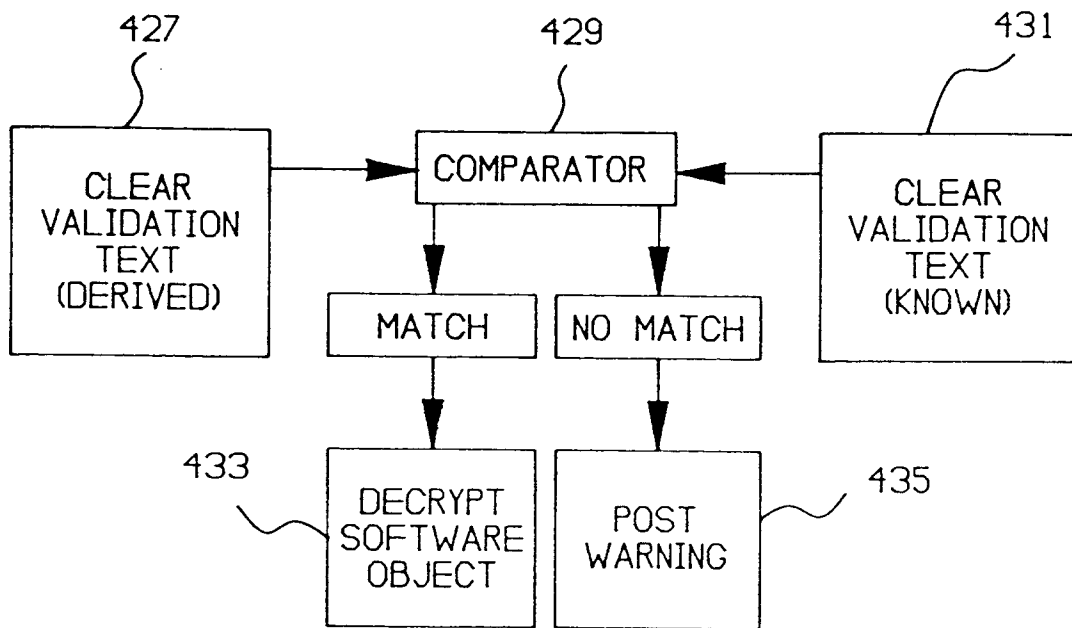 427
429
431
CLEAR
VALIDATION
TEXT
(DERIVED)
COMPARATOR
CLEAR
VALIDATION
TEXT
(KNOWN)
MATCH
NO MATCH
433
DECRYPT
SOFTWARE
OBJECT
POST
WARNING
435